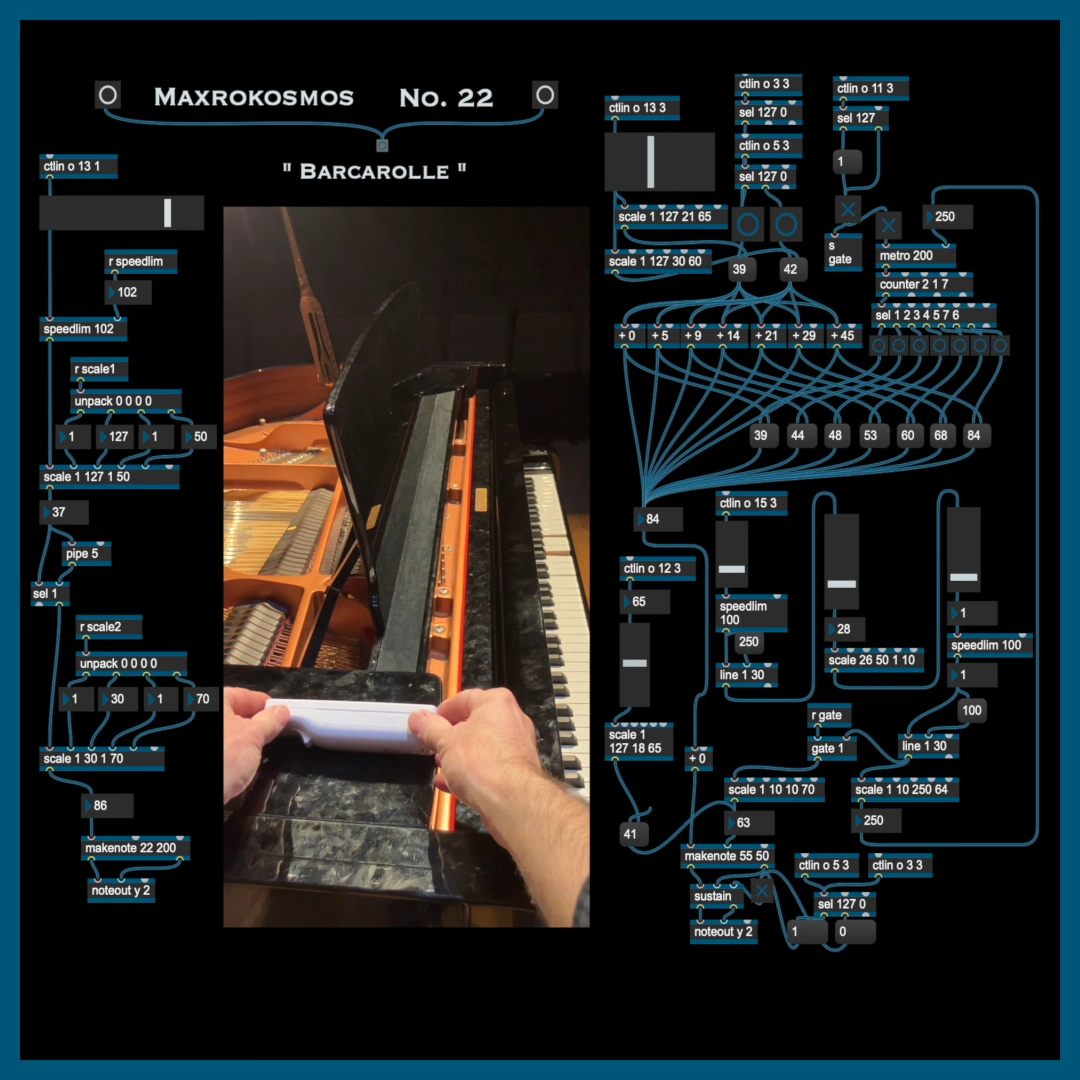 MAXROKOSMOS No. 22
" BARCAROLLE "
ctlin o 13 1
r speedlim
102
speedlim 102
r scale1
unpack 0 0 0 0
1 127 1 50
scale 1 127 1 50
37
pipe 5
sel 1
r scale2
unpack 0 0 0 0
1 30 1 70
scale 1 30 1 70
86
makenote 22 200
noteout y 2
ctlin o 13 3
ctlin o 3 3
sel 127 0
ctlin o 5 3
sel 127 0
ctlin o 11 3
sel 127
1
scale 1 127 21 65
scale 1 127 30 60
39 42
s
gate
250
metro 200
counter 2 1 7
sel 1 2 3 4 5 7 6
+ 0 + 5 + 9 + 14 + 21 + 29 + 45
39 44 48 53 60 68 84
84
ctlin o 12 3
65
scale 1
127 18 65
41
ctlin o 15 3
speedlim
100
250
line 1 30
28
scale 26 50 1 10
1
speedlim 100
1
100
line 1 30
r gate
gate 1
+ 0
scale 1 10 10 70
63
scale 1 10 250 64
250
makenote 55 50
sustain
noteout y 2
ctlin o 5 3
ctlin o 3 3
sel 127 0
1 0